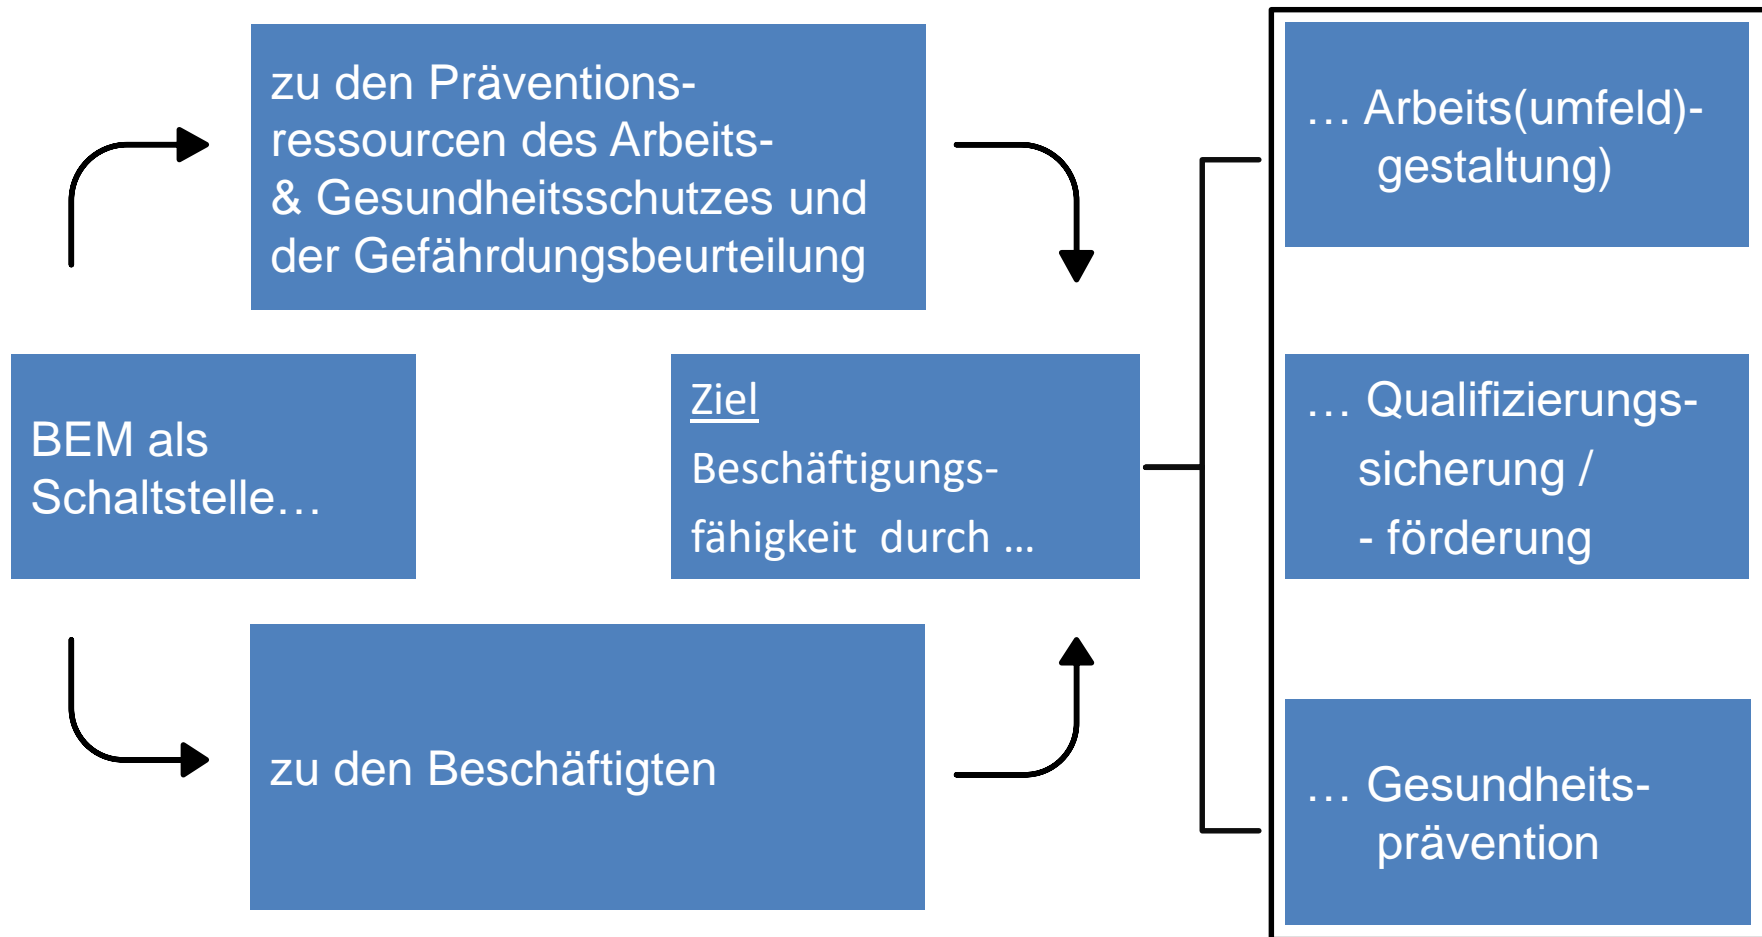 zu den Präventions-
ressourcen des Arbeits-
& Gesundheitsschutzes und
der Gefährdungsbeurteilung
BEM als
Schaltstelle…
zu den Beschäftigten
Ziel
Beschäftigungs-
fähigkeit durch ...
… Arbeits(umfeld)-
gestaltung)
… Qualifizierungs-
sicherung /
- förderung
… Gesundheits-
prävention